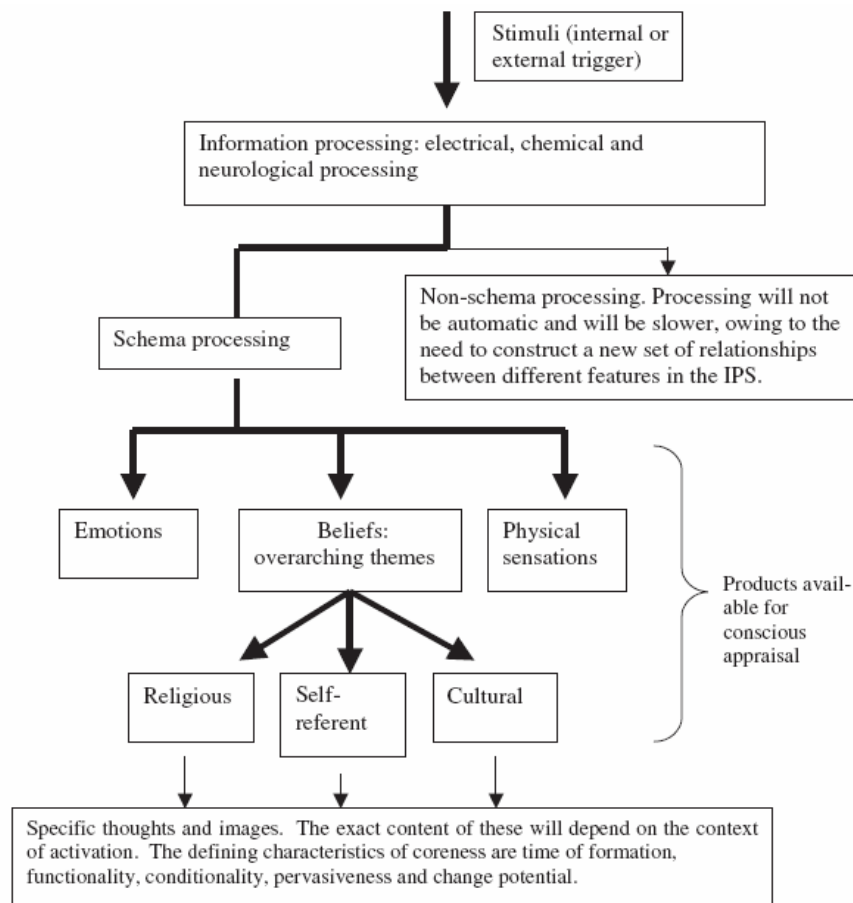 Stimuli (internal or
external trigger)
Information processing: electrical, chemical and
neurological processing
Non-schema processing. Processing will not
be automatic and will be slower, owing to the
need to construct a new set of relationships
between different features in the IPS.
Schema processing
Emotions
Beliefs:
overarching themes
Physical
sensations
Products avail-
able for
conscious
appraisal
Religious
Self-
referent
Cultural
Specific thoughts and images. The exact content of these will depend on the context
of activation. The defining characteristics of coreness are time of formation,
functionality, conditionality, pervasiveness and change potential.